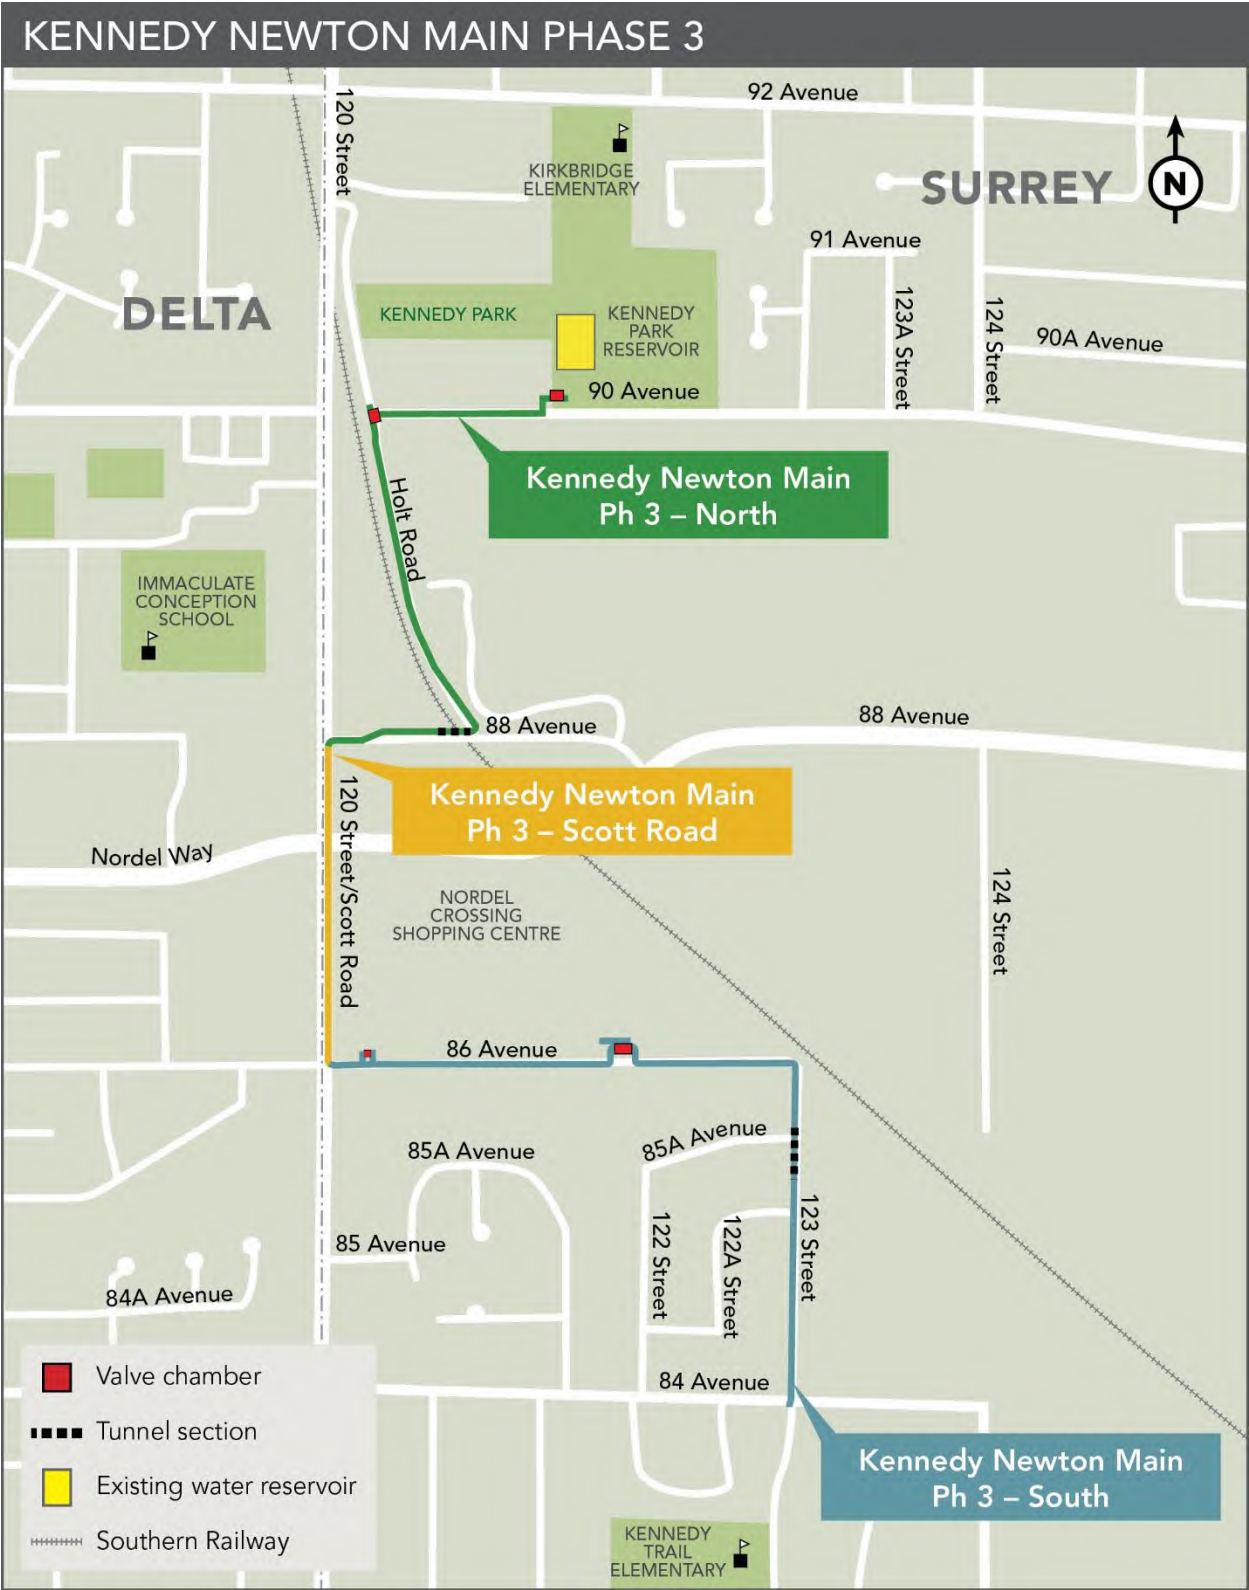 KENNEDY NEWTON MAIN PHASE 3
92 Avenue
120 Street
KIRKBRIDGE
ELEMENTARY
SURREY
N
91 Avenue
DELTA
KENNEDY PARK
KENNEDY
PARK
RESERVOIR
123A Street
124 Street
90A Avenue
90 Avenue
Kennedy Newton Main
Ph 3 – North
Holt Road
IMMACULATE
CONCEPTION
SCHOOL
88 Avenue
88 Avenue
Kennedy Newton Main
Ph 3 – Scott Road
120 Street/Scott Road
Nordel Way
NORDEL
CROSSING
SHOPPING CENTRE
124 Street
86 Avenue
85A Avenue
85A Avenue
85 Avenue
122 Street
122A Street
123 Street
84A Avenue
84 Avenue
Valve chamber
Tunnel section
Existing water reservoir
Southern Railway
Kennedy Newton Main
Ph 3 – South
KENNEDY
TRAIL
ELEMENTARY